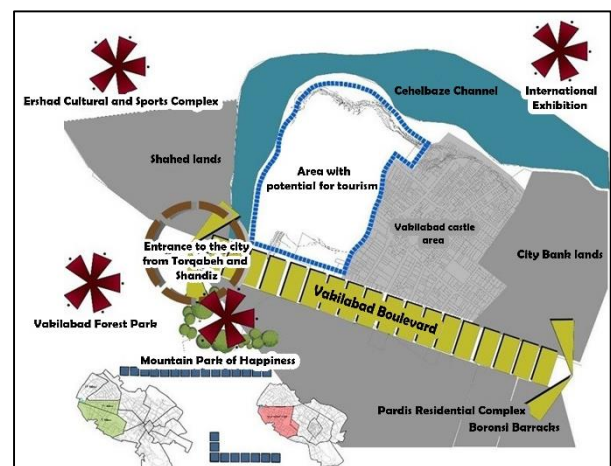 Ershad Cultural and Sports Complex
Cehelbaze Channel
International
Exhibition
Shahed lands
Area with
potential for tourism
Vakilabad castle
area
City Bank lands
Entrance to the city
from Torqabeh and
Shandiz
Vakilabad Boulevard
Vakilabad Forest Park
Mountain Park of Happiness
Pardis Residential Complex
Boronsi Barracks